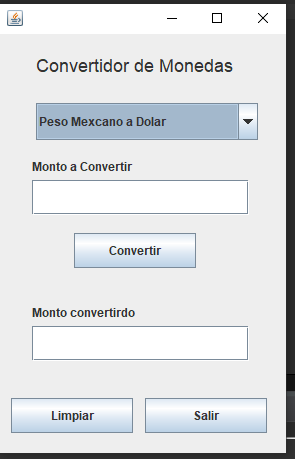 Convertidor de Monedas
Peso Mexcano a Dolar
Monto a Convertir
Convertir
Monto convertirdo
Limpiar
Salir